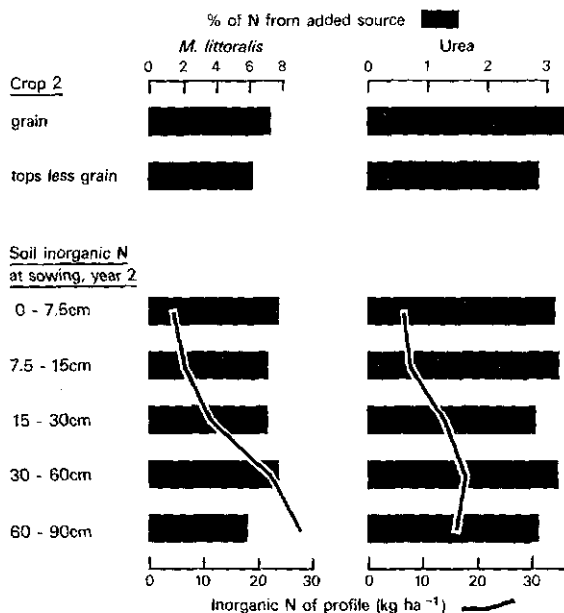 % of N from added source
M. littoralis Urea
0 2 4 6 8 0 1 2 3
Crop 2
grain
tops less grain
Soil inorganic N
at sowing, year 2
0 - 7.5cm
7.5 - 15cm
15 - 30cm
30 - 60cm
60 - 90cm
0 10 20 30 0 10 20 30
Inorganic N of profile (kg ha⁻¹)